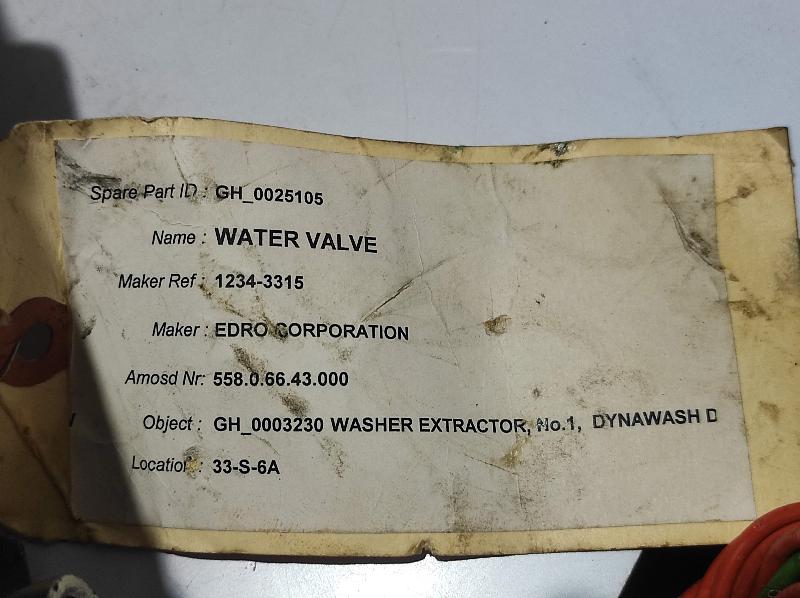 Spare Part ID : GH_0025105
Name : WATER VALVE
Maker Ref : 1234-3315
Maker : EDRO CORPORATION
Amosd Nr: 558.0.66.43.000
Object : GH_0003230 WASHER EXTRACTOR, No.1, DYNAWASH D
Location : 33-S-6A